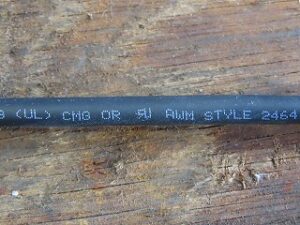 (UL) CMG OR AWM STYLE 2464